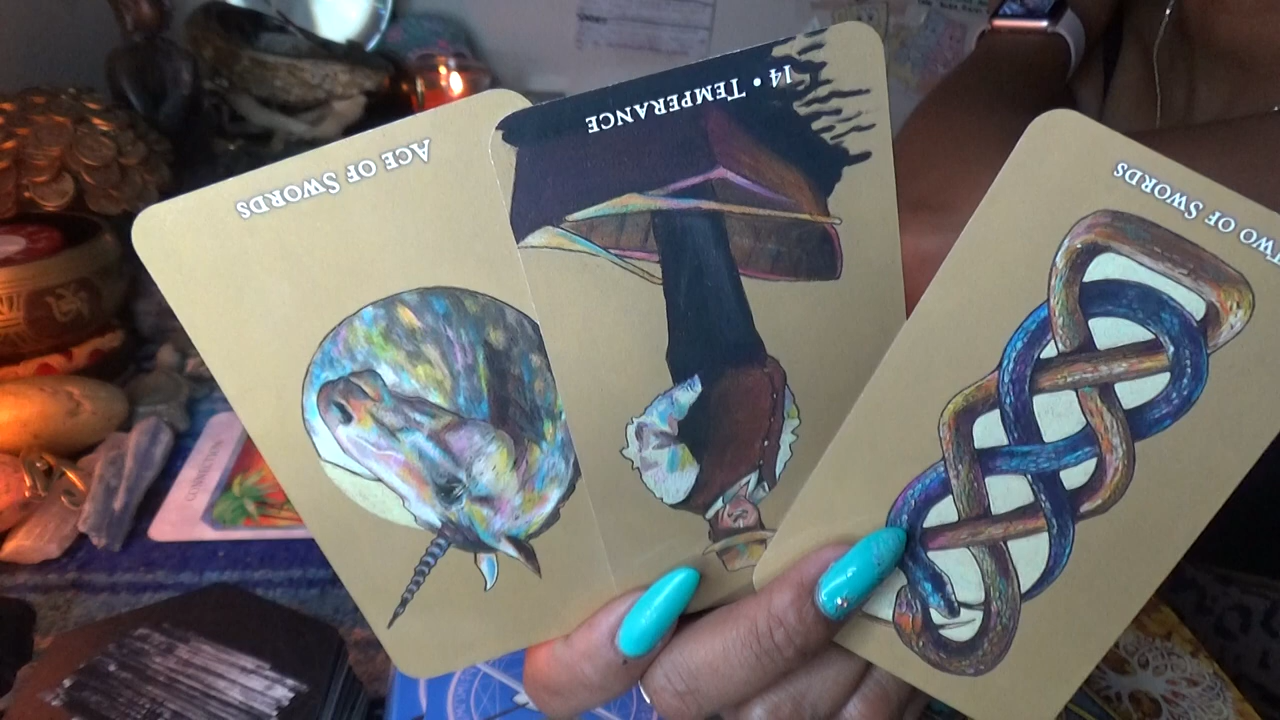 Ace of Swords
14 • Temperance
Two of Swords